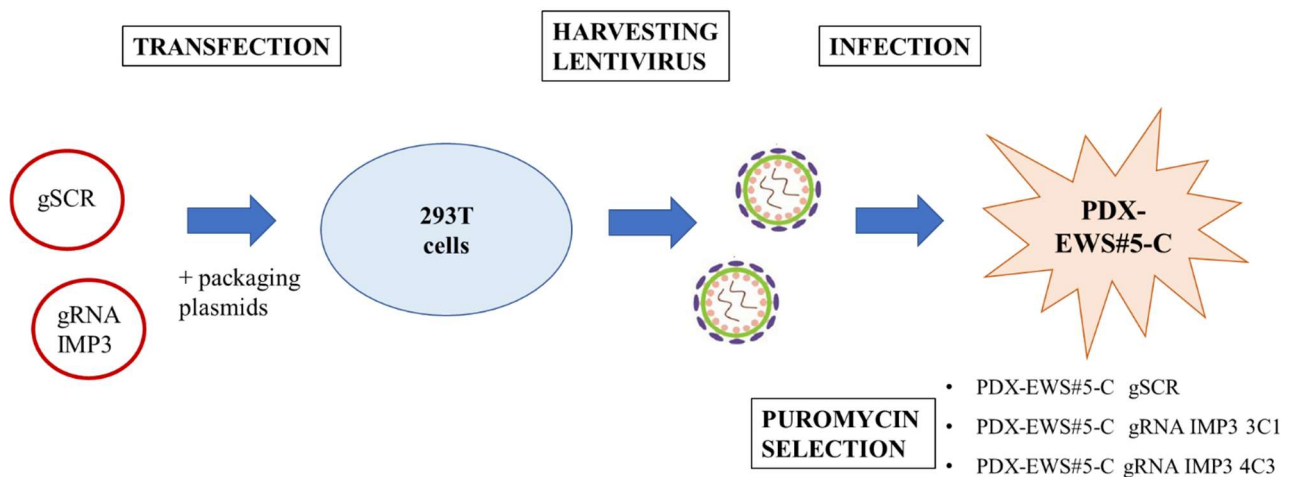 TRANSFECTION
HARVESTING
LENTIVIRUS
INFECTION
gSCR
gRNA
IMP3
+ packaging
plasmids
293T
cells
PDX-
EWS#5-C
PUROMYCIN
SELECTION
• PDX-EWS#5-C gSCR
• PDX-EWS#5-C gRNA IMP3 3C1
• PDX-EWS#5-C gRNA IMP3 4C3